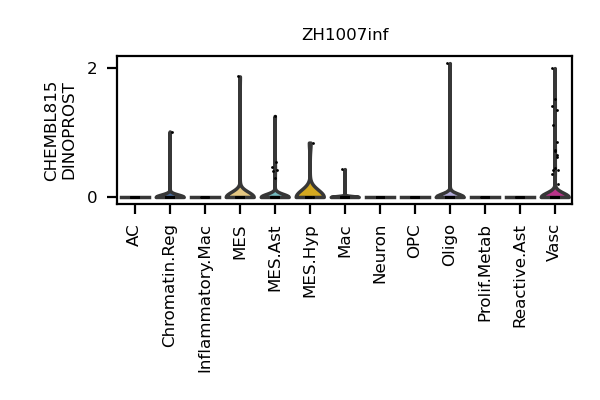 ZH1007inf
CHEMBL815
DINOPROST
2
0
AC
Chromatin.Reg
Inflammatory.Mac
MES
MES.Ast
MES.Hyp
Mac
Neuron
OPC
Oligo
Prolif.Metab
Reactive.Ast
Vasc